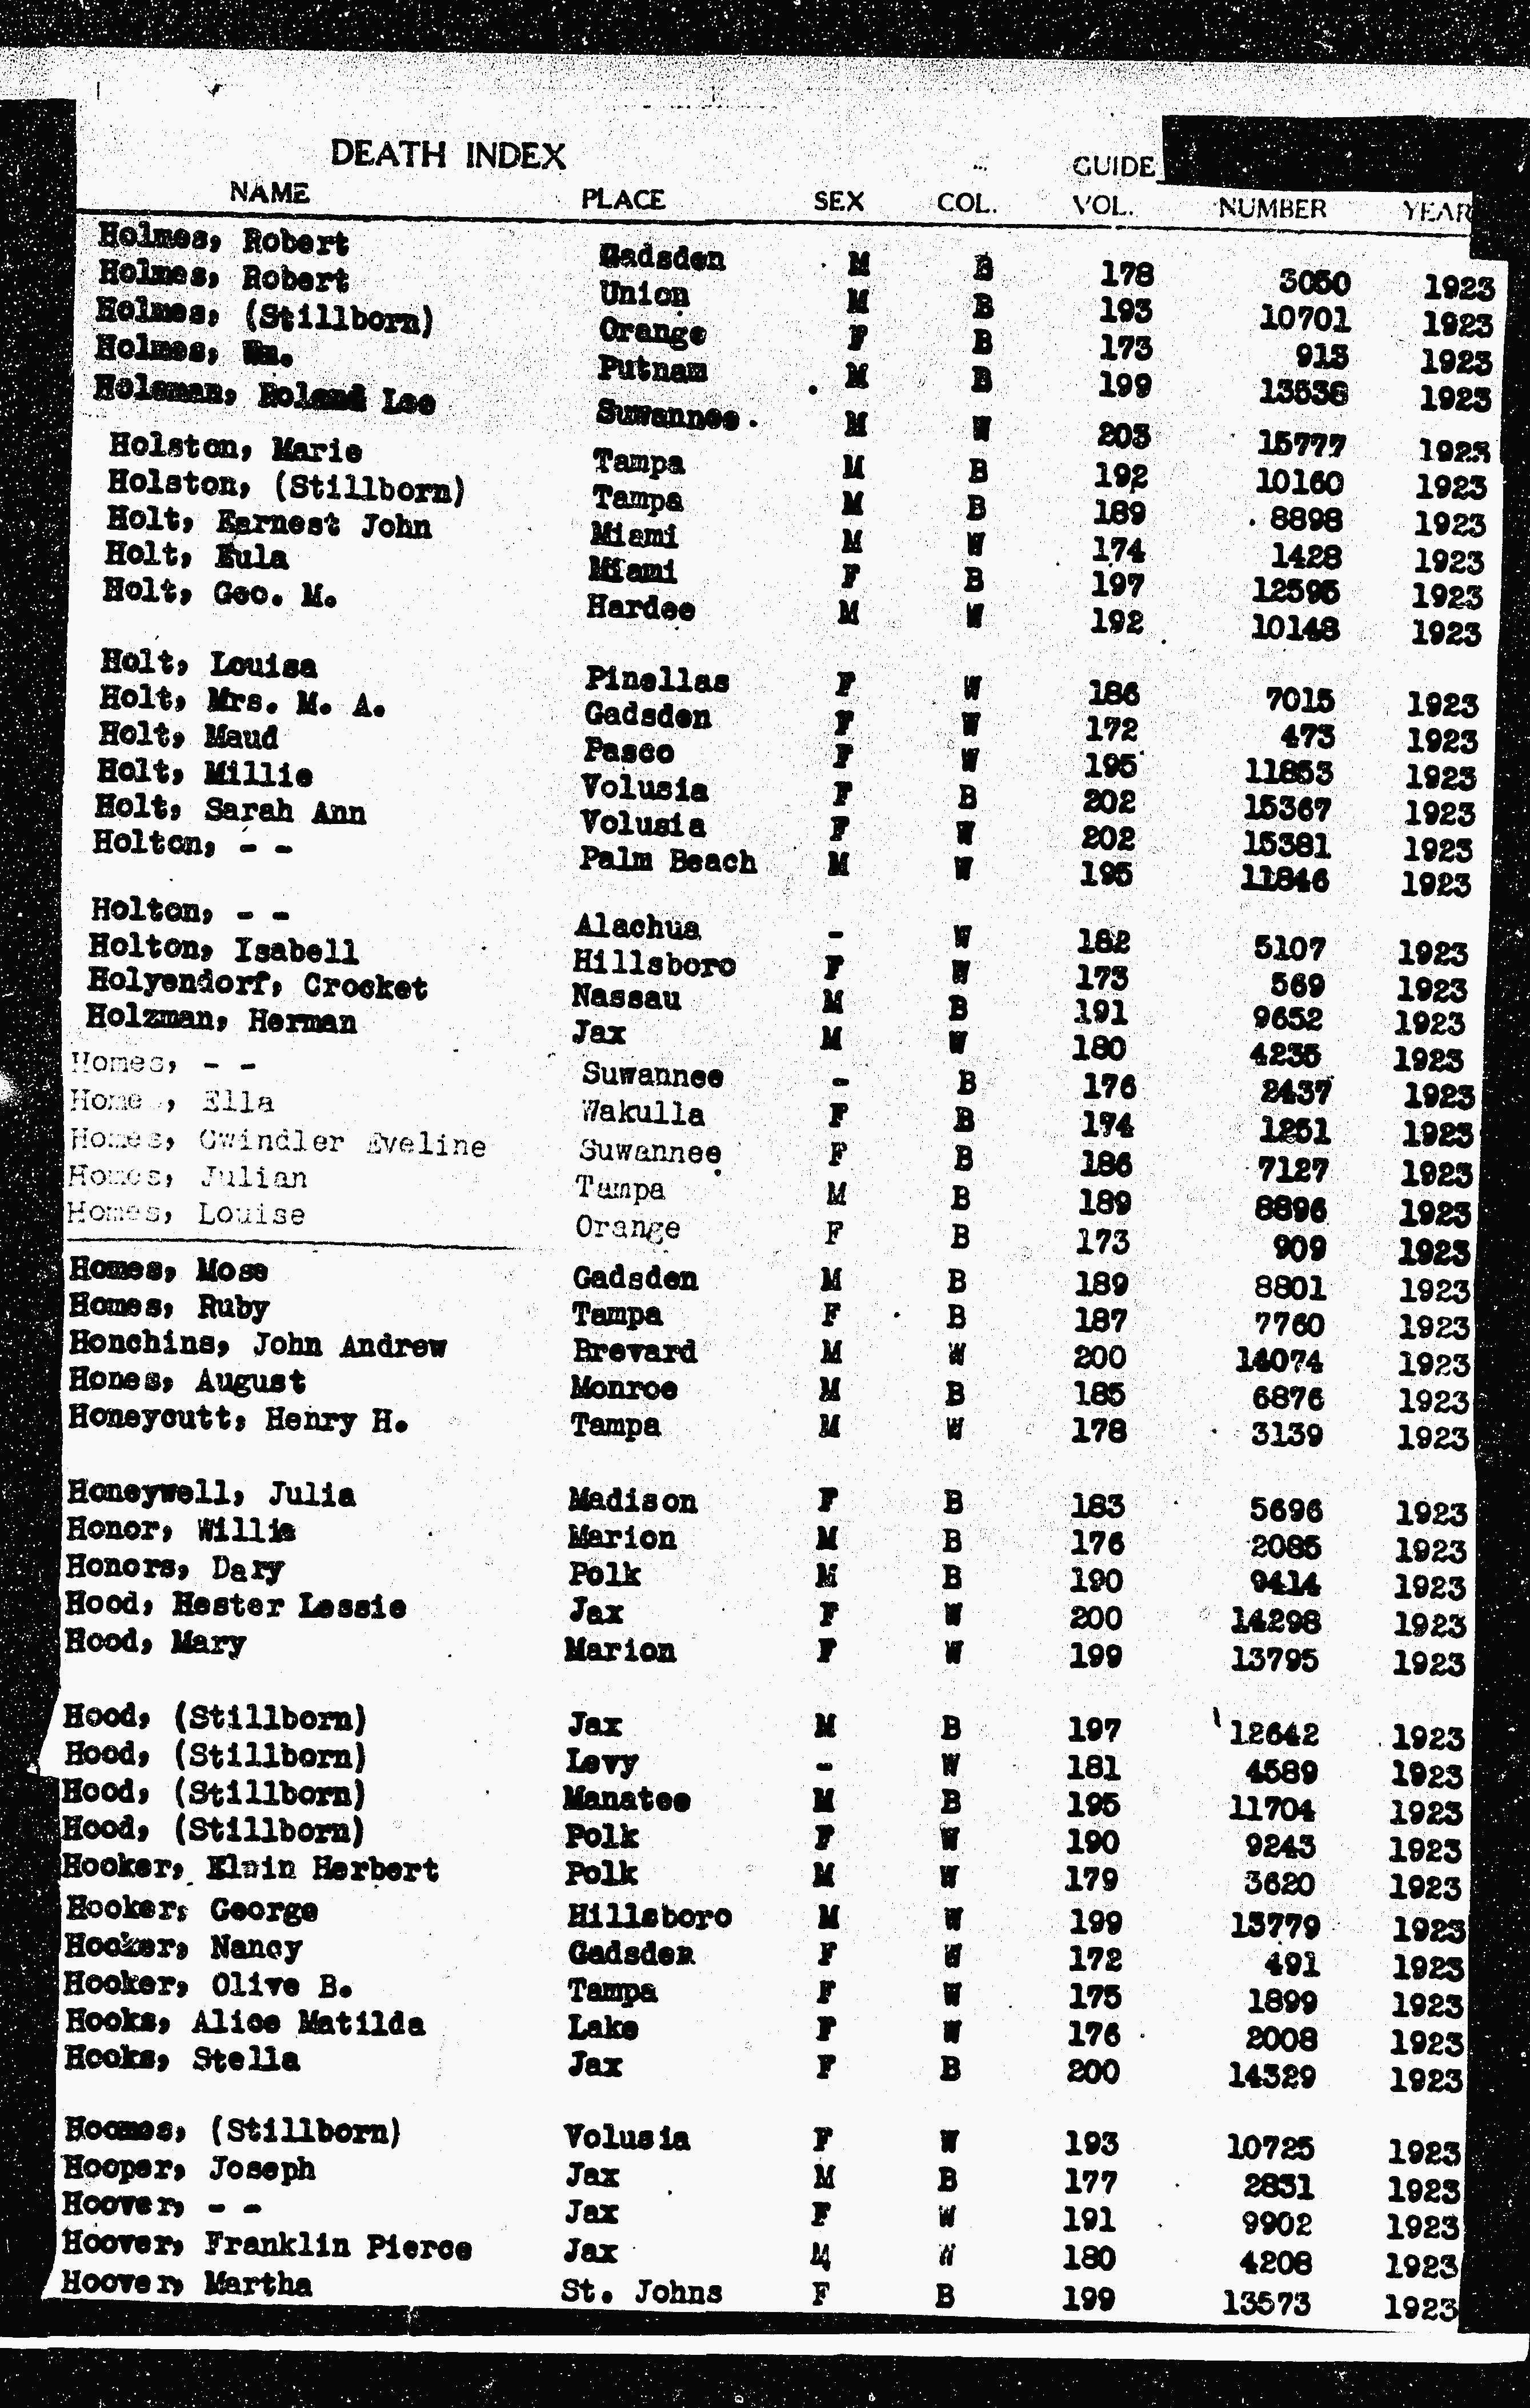 DEATH INDEX GUIDE
NAME PLACE SEX COL. VOL. NUMBER YEAR
Holmes, Robert Gadsden M B 178 3050 1923
Holmes, Robert Union M B 193 10701 1923
Holmes, (Stillborn) Orange F B 173 913 1923
Holmes, Wm. Putnam M B 199 13536 1923
Holsman, Roland Lee Suwannee M W 203 15777 1923
Holston, Marie Tampa M B 192 10160 1923
Holston, (Stillborn) Tampa M B 189 8898 1923
Holt, Earnest John Miami M W 174 1428 1923
Holt, Eula Miami F B 197 12595 1923
Holt, Geo. M. Hardee M W 192 10148 1923
Holt, Louisa Pinellas F W 186 7015 1923
Holt, Mrs. M. A. Gadsden F W 172 473 1923
Holt, Maud Pasco F W 195 11853 1923
Holt, Millie Volusia F B 202 15367 1923
Holt, Sarah Ann Volusia F W 202 15381 1923
Holton, - - Palm Beach M W 195 11846 1923
Holton, - - Alachua - W 182 5107 1923
Holton, Isabell Hillsboro F W 173 569 1923
Holyendorf, Crocket Nassau M B 191 9652 1923
Holzman, Herman Jax M W 180 4235 1923
Homes, - - Suwannee - B 176 2437 1923
Homes, Ella Wakulla F B 174 1251 1923
Homes, Gwindler Eveline Suwannee F B 186 7127 1923
Homes, Julian Tampa M B 189 8896 1923
Homes, Louise Orange F B 173 909 1923
Homes, Mose Gadsden M B 189 8801 1923
Homes, Ruby Tampa F B 187 7760 1923
Honchins, John Andrew Brevard M W 200 14074 1923
Hones, August Monroe M B 185 6876 1923
Honeycutt, Henry H. Tampa M W 178 3139 1923
Honeywell, Julia Madison F B 183 5696 1923
Honor, Willis Marion M B 176 2085 1923
Honors, Dary Polk M B 190 9414 1923
Hood, Hester Lessie Jax F W 200 14298 1923
Hood, Mary Marion F W 199 13795 1923
Hood, (Stillborn) Jax M B 197 12642 1923
Hood, (Stillborn) Levy - W 181 4589 1923
Hood, (Stillborn) Manatee M B 195 11704 1923
Hood, (Stillborn) Polk F W 190 9243 1923
Hooker, Herbert Polk M W 179 3620 1923
Hooker, George Hillsboro M W 199 13779 1923
Hooker, Nancy Gadsden F W 172 491 1923
Hooker, Olive B. Tampa F W 175 1899 1923
Hooks, Alice Matilda Lake F W 176 2008 1923
Hooks, Stella Jax F B 200 14329 1923
Hoomes, (Stillborn) Volusia F W 193 10725 1923
Hooper, Joseph Jax M B 177 2831 1923
Hoover, - - Jax F W 191 9902 1923
Hoover, Franklin Pierce Jax M W 180 4208 1923
Hoover, Martha St. Johns F B 199 13573 1923